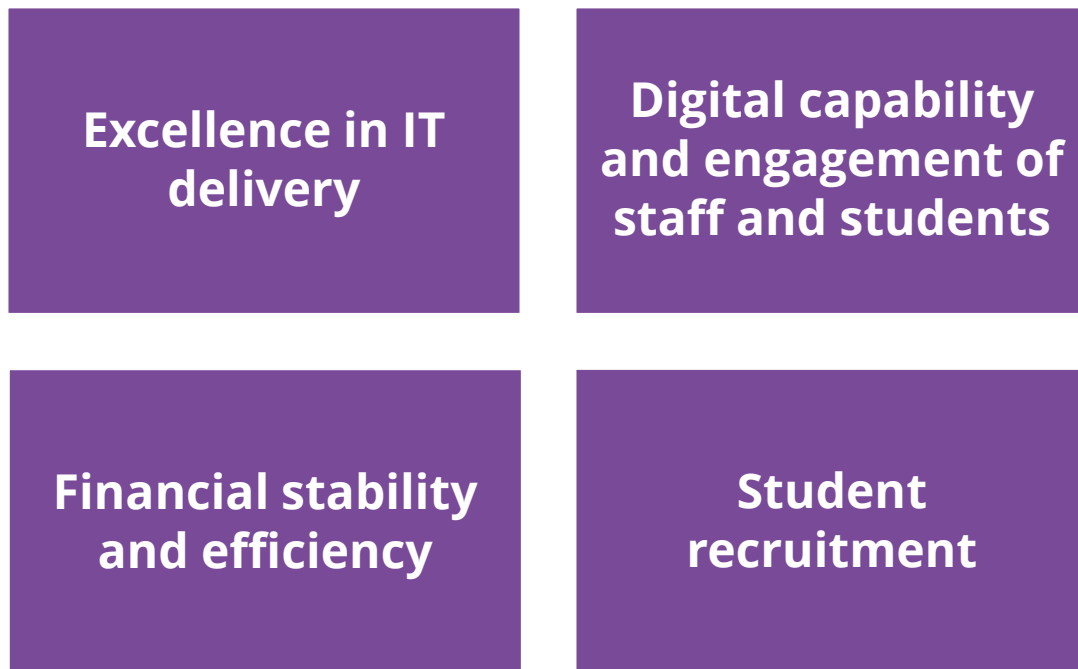 Excellence in IT
delivery
Digital capability
and engagement of
staff and students
Financial stability
and efficiency
Student
recruitment